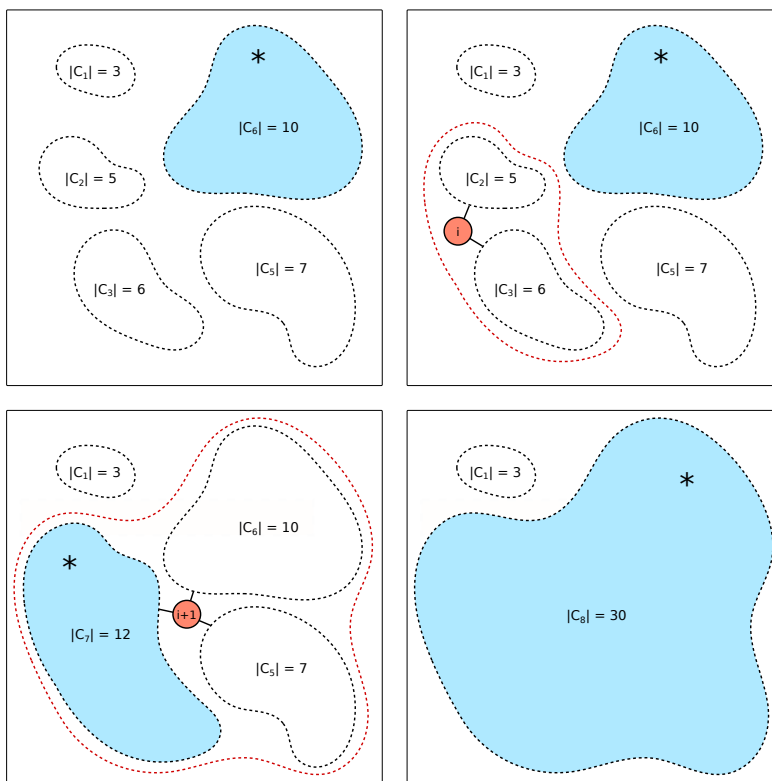 *
|C₁| = 3
|C₆| = 10
|C₂| = 5
|C₅| = 7
|C₃| = 6
*
|C₁| = 3
|C₆| = 10
|C₂| = 5
i
|C₅| = 7
|C₃| = 6
|C₁| = 3
|C₆| = 10
*
i+1
|C₇| = 12
|C₅| = 7
|C₁| = 3
*
|C₈| = 30